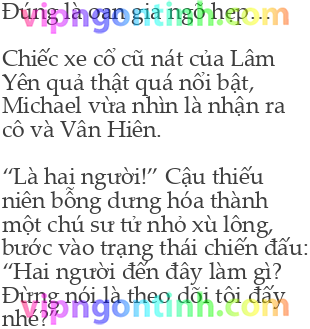 Đúng là oan gia ngõ hẹp…
vipngontinh.com
Chiếc xe cổ cũ nát của Lâm
Yên quả thật quá nổi bật,
Michael vừa nhìn là nhận ra
cô và Vân Hiên.
“Là hai người!” Cậu thiếu
niên bỗng dưng hóa thành
một chú sư tử nhỏ xù lông,
bước vào trạng thái chiến đấu:
“Hai người đến đây làm gì?
Đừng nói là theo dõi tôi đấy
vipngontinh.com
nhé?”